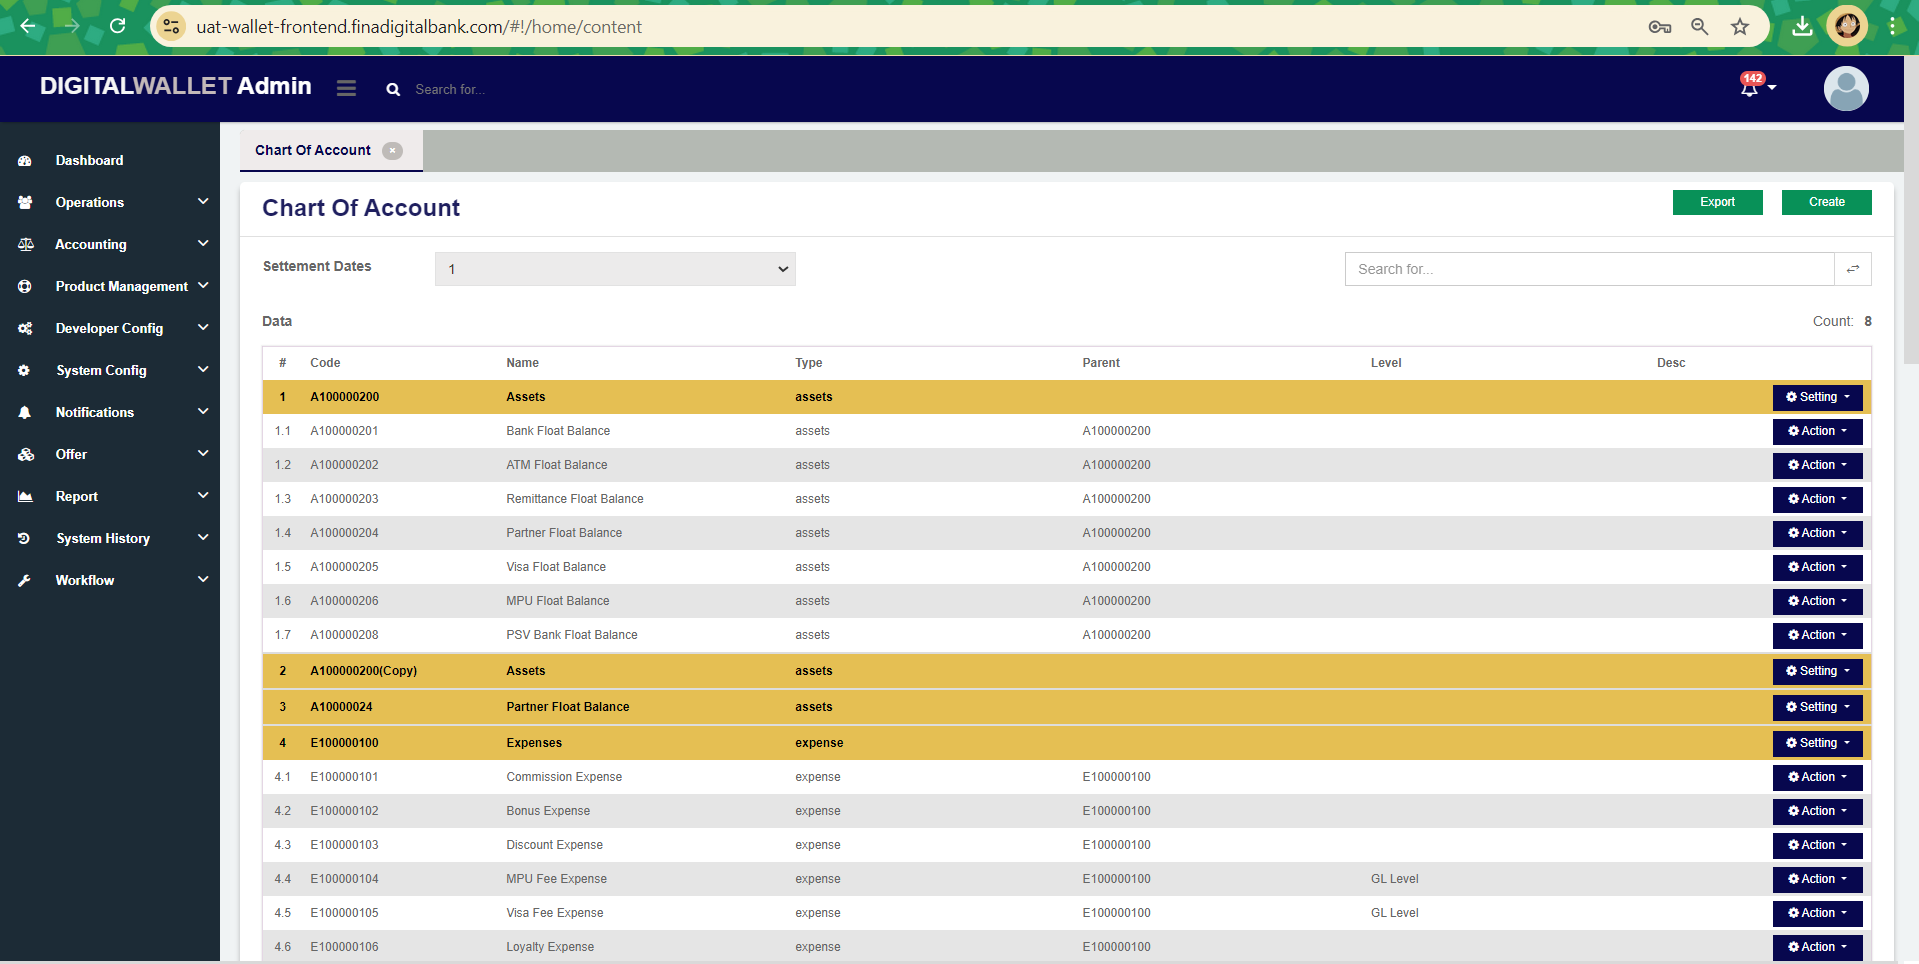 uat-wallet-frontend.finadigitalbank.com/#!/home/content
DIGITALWALLET Admin
Search for...
142
Dashboard
Operations
Accounting
Product Management
Developer Config
System Config
Notifications
Offer
Report
System History
Workflow
Chart Of Account
Chart Of Account
Export
Create
Settement Dates
1
Search for...
Data
Count: 8
# Code Name Type Parent Level Desc
1 A100000200 Assets assets Setting
1.1 A100000201 Bank Float Balance assets A100000200 Action
1.2 A100000202 ATM Float Balance assets A100000200 Action
1.3 A100000203 Remittance Float Balance assets A100000200 Action
1.4 A100000204 Partner Float Balance assets A100000200 Action
1.5 A100000205 Visa Float Balance assets A100000200 Action
1.6 A100000206 MPU Float Balance assets A100000200 Action
1.7 A100000208 PSV Bank Float Balance assets A100000200 Action
2 A100000200(Copy) Assets assets Setting
3 A10000024 Partner Float Balance assets Setting
4 E100000100 Expenses expense Setting
4.1 E100000101 Commission Expense expense E100000100 Action
4.2 E100000102 Bonus Expense expense E100000100 Action
4.3 E100000103 Discount Expense expense E100000100 Action
4.4 E100000104 MPU Fee Expense expense E100000100 GL Level Action
4.5 E100000105 Visa Fee Expense expense E100000100 GL Level Action
4.6 E100000106 Loyalty Expense expense E100000100 Action